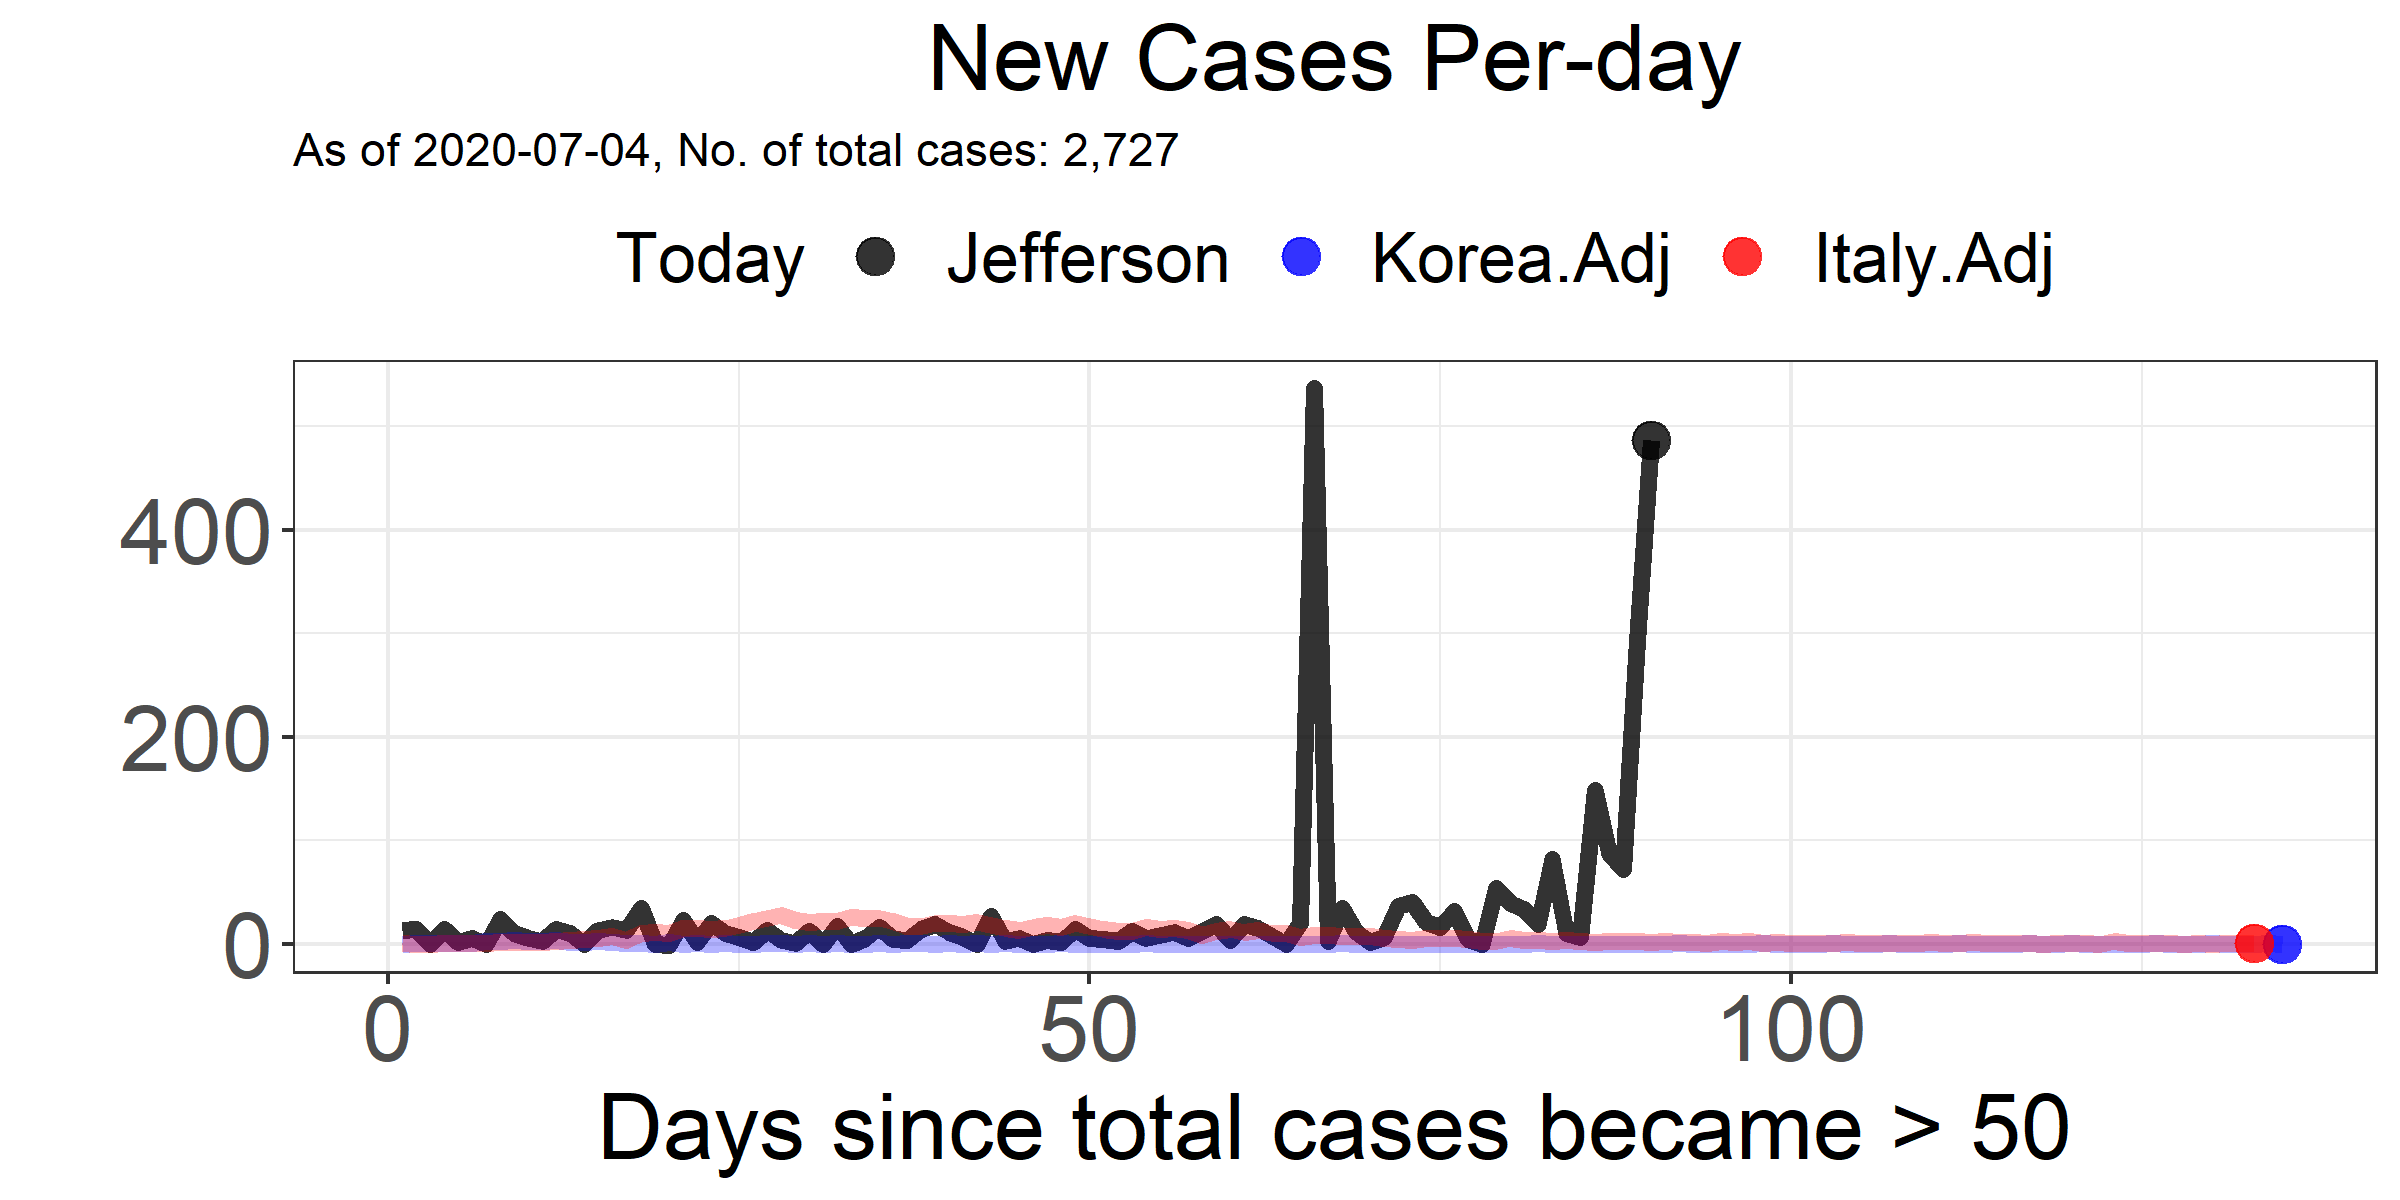 New Cases Per-day
As of 2020-07-04, No. of total cases: 2,727
Today Jefferson Korea.Adj Italy.Adj
400
200
0
0 50 100
Days since total cases became > 50